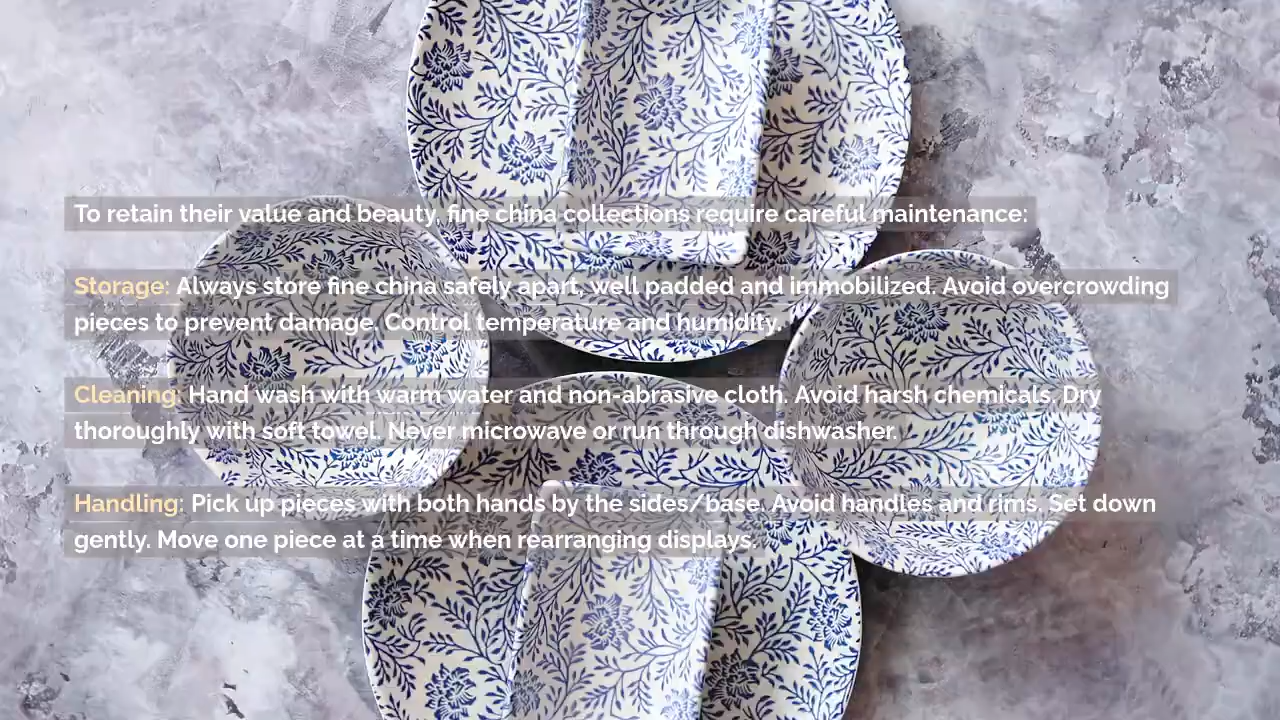 To retain their value and beauty, fine china collections require careful maintenance:
Storage: Always store fine china safely apart, well padded and immobilized. Avoid overcrowding
pieces to prevent damage. Control temperature and humidity.
Cleaning: Hand wash with warm water and non-abrasive cloth. Avoid harsh chemicals. Dry
thoroughly with soft towel. Never microwave or run through dishwasher.
Handling: Pick up pieces with both hands by the sides/base. Avoid handles and rims. Set down
gently. Move one piece at a time when rearranging displays.